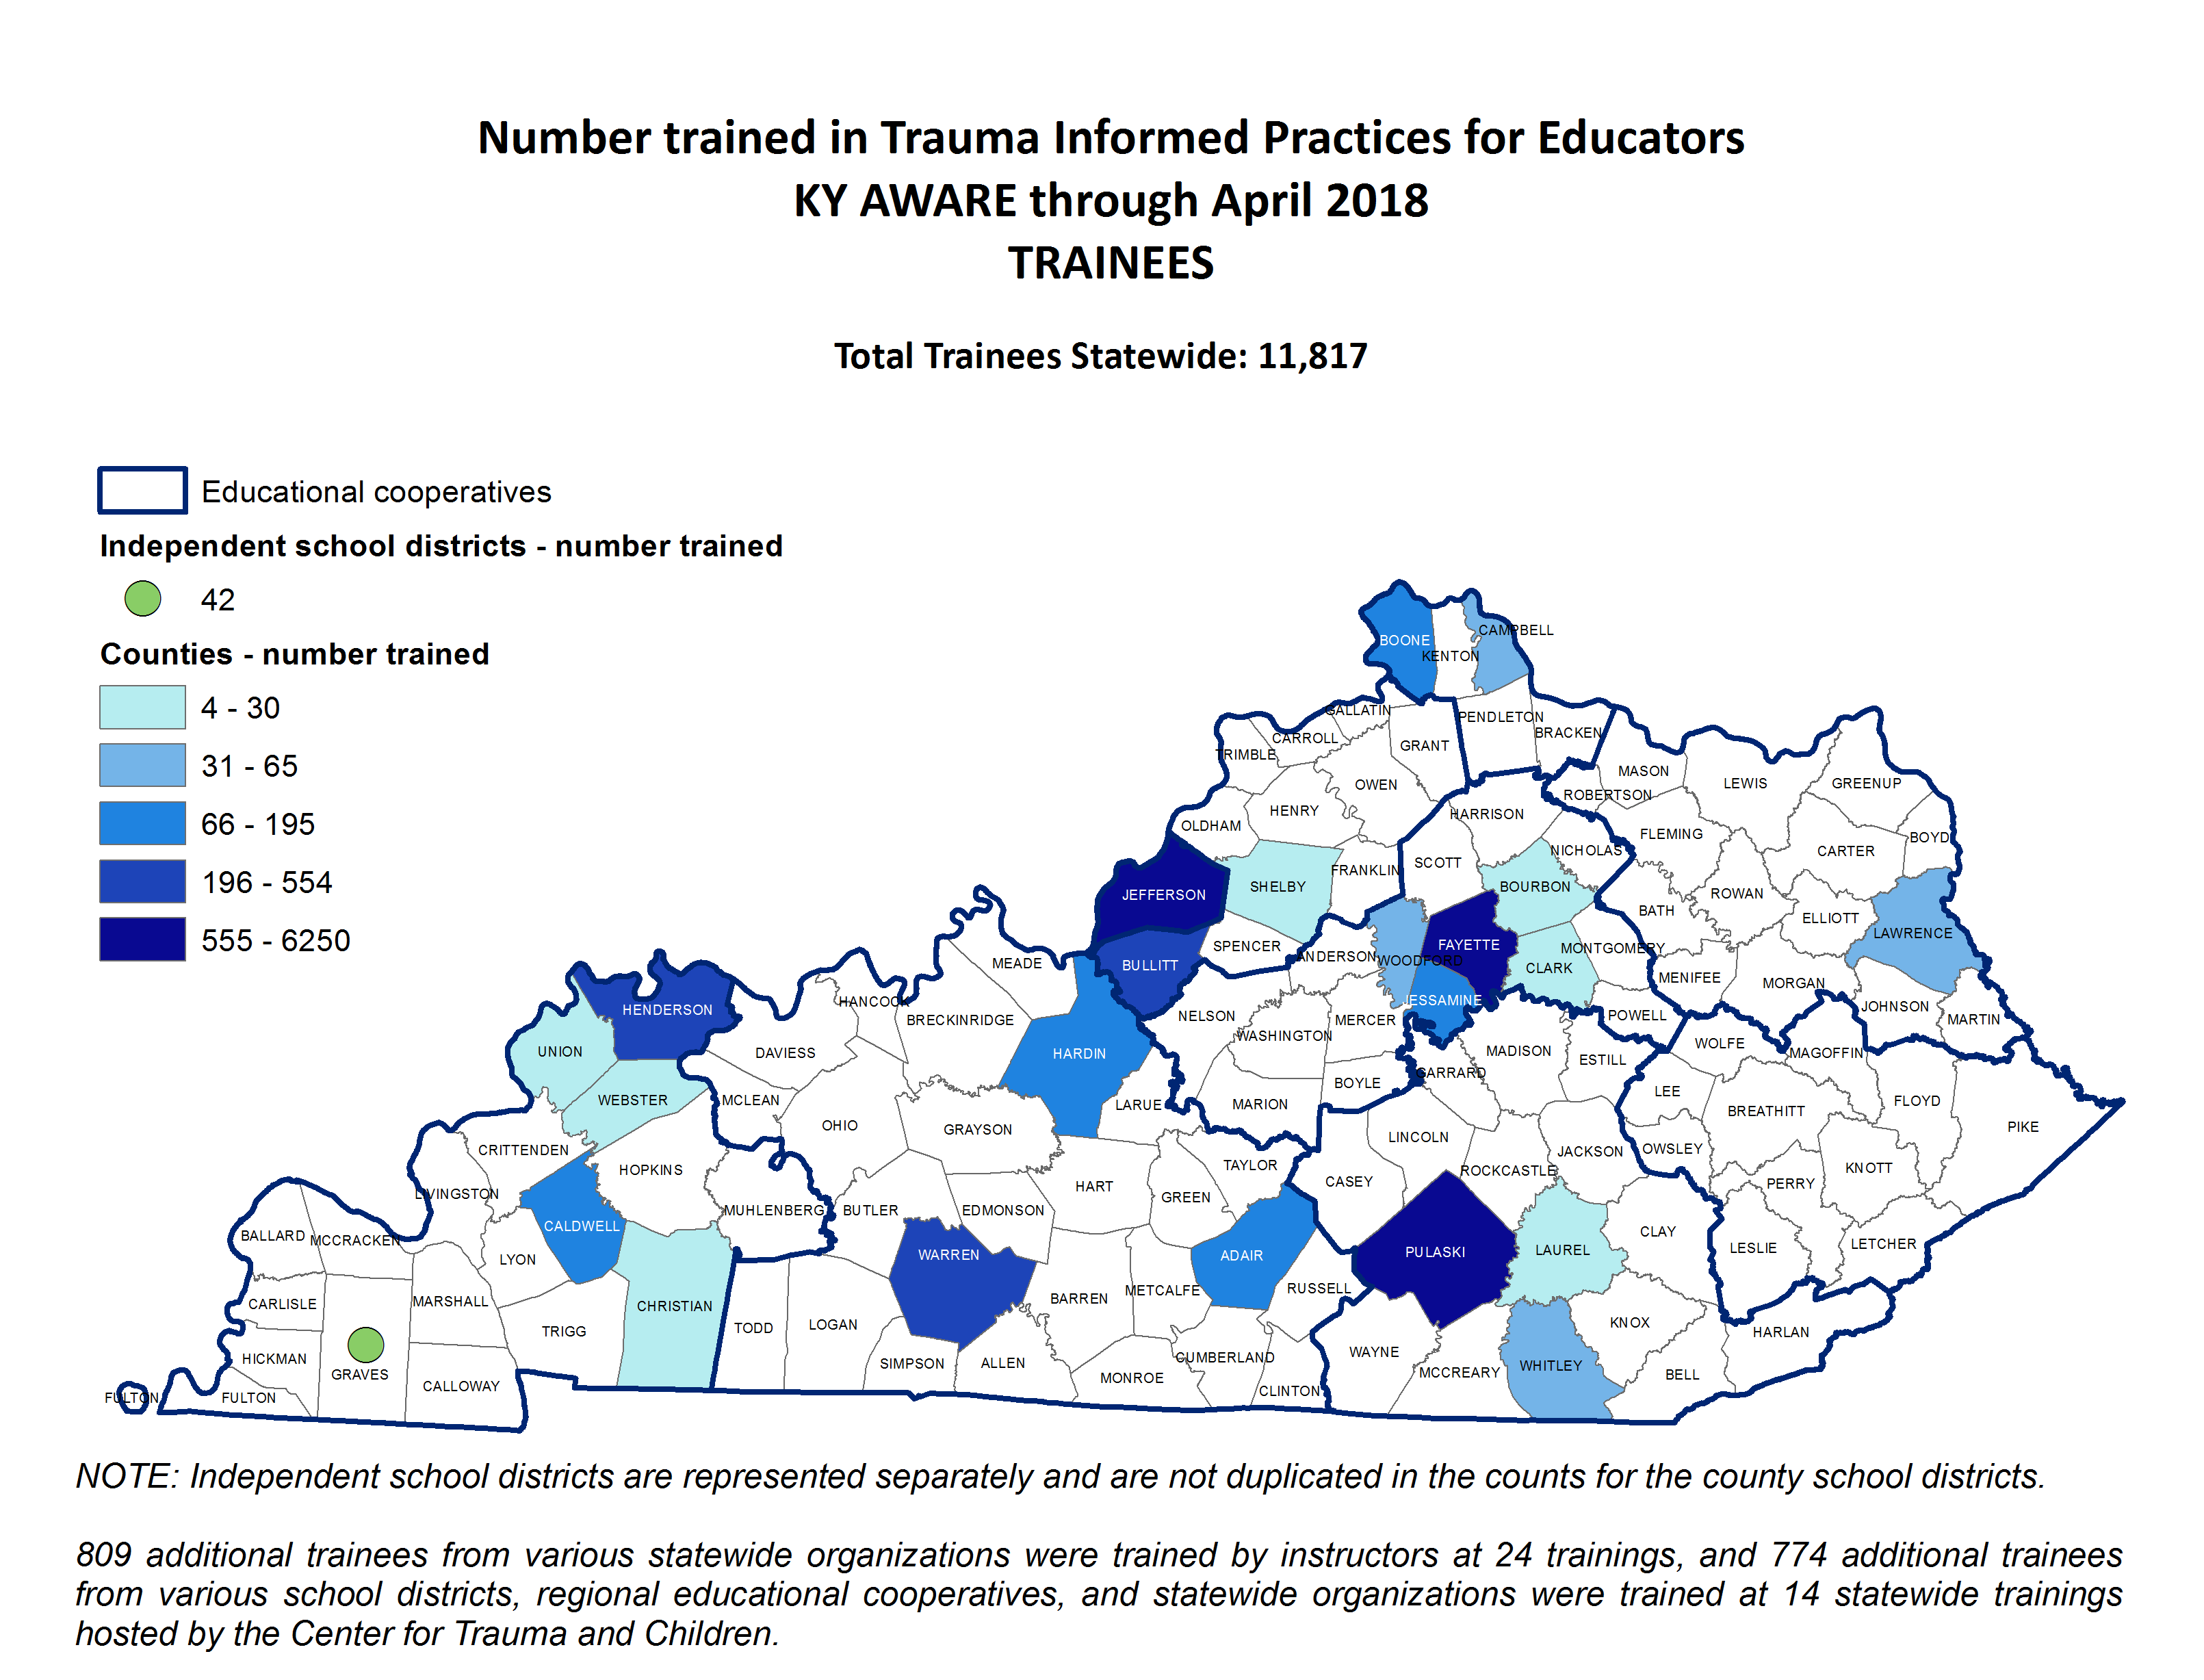 Number trained in Trauma Informed Practices for Educators
KY AWARE through April 2018
TRAINEES
Total Trainees Statewide: 11,817
Educational cooperatives
Independent school districts - number trained
42
Counties - number trained
4 - 30
31 - 65
66 - 195
196 - 554
555 - 6250
BOONE
CAMPBELL
KENTON
GALLATIN
PENDLETON
BRACKEN
CARROLL
GRANT
TRIMBLE
OWEN
MASON
LEWIS
GREENUP
ROBERTSON
HENRY
HARRISON
OLDHAM
FLEMING
BOYD
NICHOLAS
CARTER
SCOTT
FRANKLIN
SHELBY
BOURBON
JEFFERSON
ROWAN
BATH
ELLIOTT
LAWRENCE
SPENCER
FAYETTE
MONTGOMERY
ANDERSON
WOODFORD
BULLITT
MEADE
CLARK
MENIFEE
MORGAN
HANCOCK
JESSAMINE
JOHNSON
HENDERSON
BRECKINRIDGE
NELSON
MERCER
POWELL
MARTIN
WASHINGTON
WOLFE
UNION
DAVIESS
HARDIN
MADISON
ESTILL
MAGOFFIN
GARRARD
BOYLE
LEE
WEBSTER
MCLEAN
LARUE
MARION
FLOYD
BREATHITT
OHIO
GRAYSON
PIKE
LINCOLN
CRITTENDEN
JACKSON
OWSLEY
HOPKINS
TAYLOR
ROCKCASTLE
KNOTT
CASEY
PERRY
HART
GREEN
LIVINGSTON
MUHLENBERG
BUTLER
EDMONSON
CALDWELL
CLAY
BALLARD
MCCRACKEN
LETCHER
LESLIE
LAUREL
PULASKI
WARREN
ADAIR
LYON
RUSSELL
METCALFE
BARREN
MARSHALL
CARLISLE
CHRISTIAN
KNOX
LOGAN
TODD
TRIGG
HARLAN
WAYNE
CUMBERLAND
HICKMAN
SIMPSON
ALLEN
WHITLEY
MCCREARY
BELL
GRAVES
MONROE
CALLOWAY
CLINTON
FULTON
FULTON
NOTE: Independent school districts are represented separately and are not duplicated in the counts for the county school districts.
809 additional trainees from various statewide organizations were trained by instructors at 24 trainings, and 774 additional trainees
from various school districts, regional educational cooperatives, and statewide organizations were trained at 14 statewide trainings
hosted by the Center for Trauma and Children.